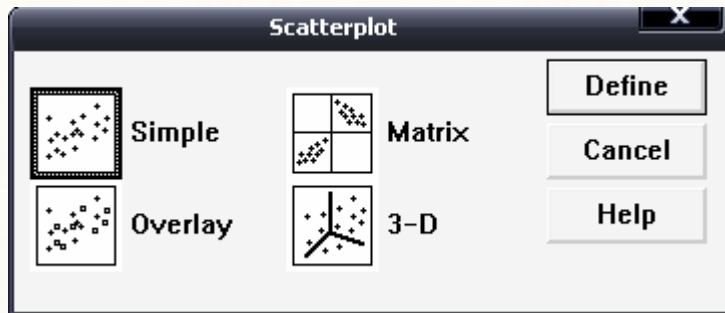 Scatterplot
X
Simple
Matrix
Define
Cancel
Overlay
3-D
Help